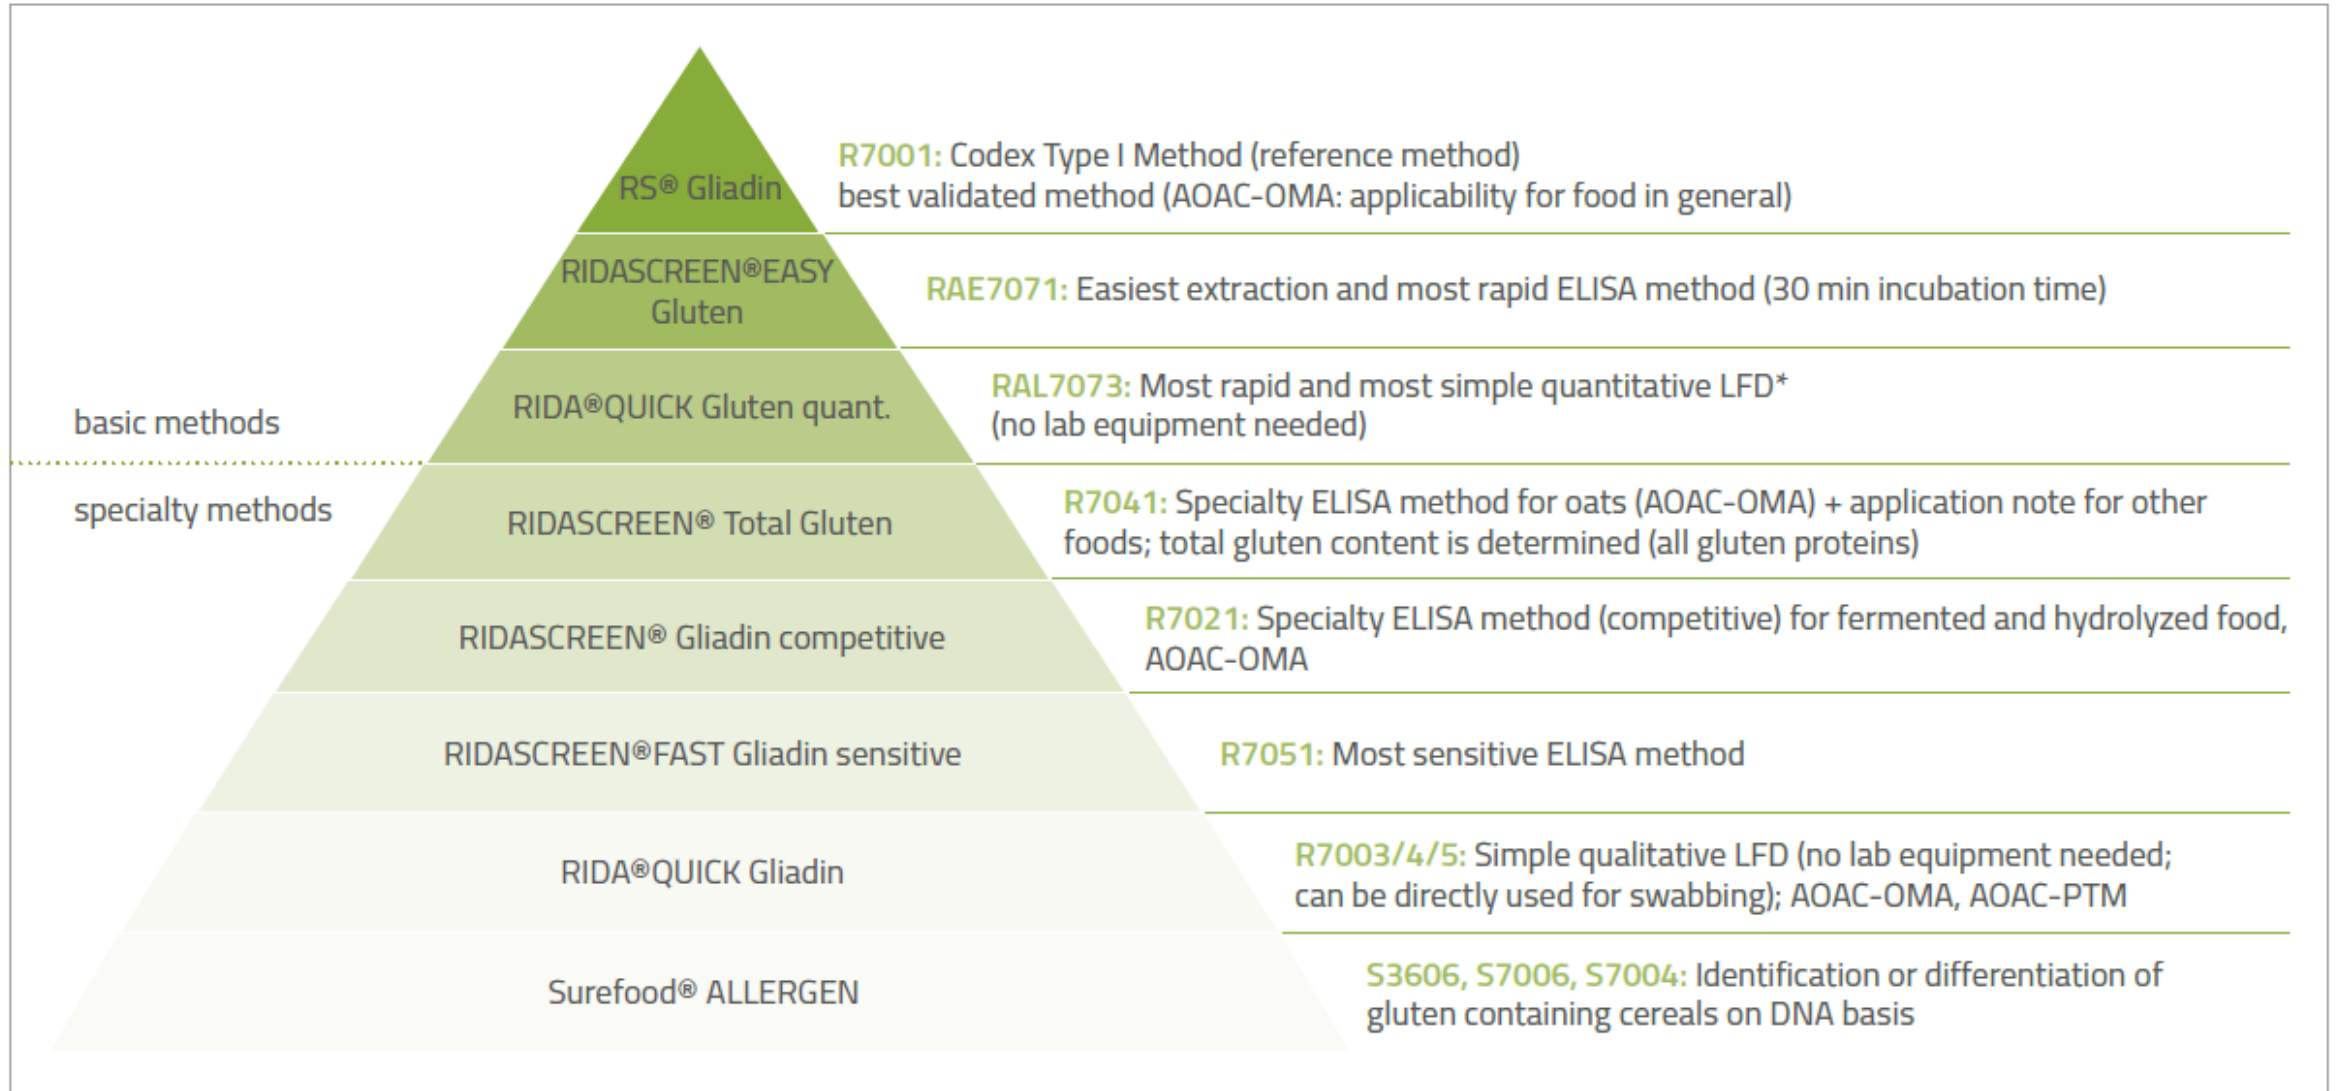 RS® Gliadin
R7001: Codex Type I Method (reference method)
best validated method (AOAC-OMA: applicability for food in general)
RIDASCREEN®EASY
Gluten
RAE7071: Easiest extraction and most rapid ELISA method (30 min incubation time)
basic methods
RIDA®QUICK Gluten quant.
RAL7073: Most rapid and most simple quantitative LFD*
(no lab equipment needed)
specialty methods
RIDASCREEN® Total Gluten
R7041: Specialty ELISA method for oats (AOAC-OMA) + application note for other
foods; total gluten content is determined (all gluten proteins)
RIDASCREEN® Gliadin competitive
R7021: Specialty ELISA method (competitive) for fermented and hydrolyzed food,
AOAC-OMA
RIDASCREEN®FAST Gliadin sensitive
R7051: Most sensitive ELISA method
RIDA®QUICK Gliadin
R7003/4/5: Simple qualitative LFD (no lab equipment needed;
can be directly used for swabbing); AOAC-OMA, AOAC-PTM
Surefood® ALLERGEN
S3606, S7006, S7004: Identification or differentiation of
gluten containing cereals on DNA basis